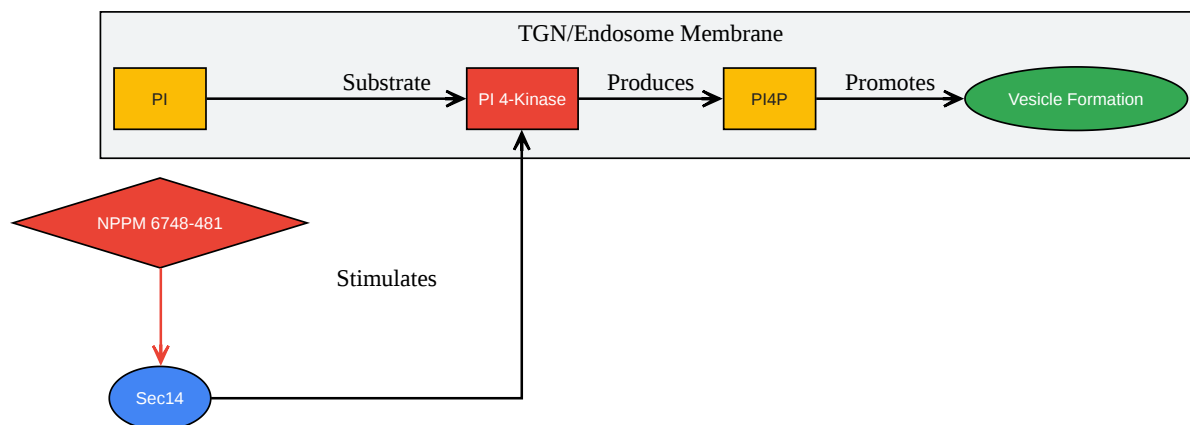 TGN/Endosome Membrane
PI
Substrate
PI 4-Kinase
Produces
PI4P
Promotes
Vesicle Formation
NPPM 6748-481
Stimulates
Sec14